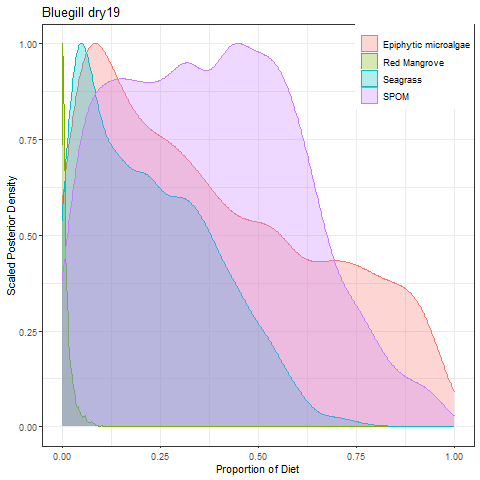 Bluegill dry19
Epiphytic microalgae
Red Mangrove
Seagrass
SPOM
Scaled Posterior Density
1.00
0.75
0.50
0.25
0.00
0.00 0.25 0.50 0.75 1.00
Proportion of Diet